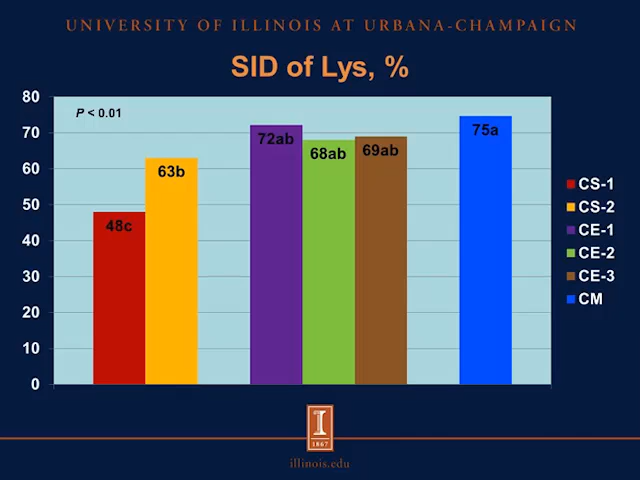 UNIVERSITY OF ILLINOIS AT URBANA-CHAMPAIGN
SID of Lys, %
80
70
60
50
40
30
20
10
0
P < 0.01
48c
63b
72ab
68ab
69ab
75a
CS-1
CS-2
CE-1
CE-2
CE-3
CM
I
1867
illinois.edu